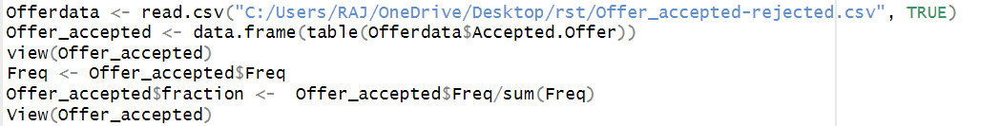 Offerdata <- read.csv("C:/Users/RAJ/OneDrive/Desktop/rst/Offer_accepted-rejected.csv", TRUE)
Offer_accepted <- data.frame(table(Offerdata$Accepted.Offer))
view(Offer_accepted)
Freq <- Offer_accepted$Freq
Offer_accepted$fraction <-  Offer_accepted$Freq/sum(Freq)
View(Offer_accepted)